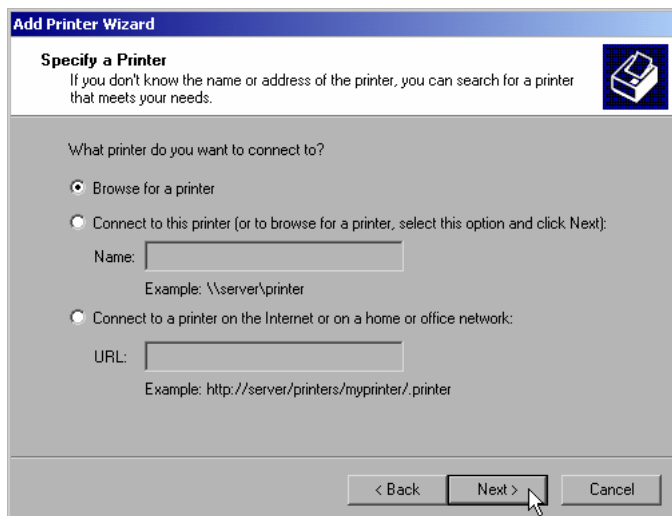 Add Printer Wizard
Specify a Printer
If you don't know the name or address of the printer, you can search for a printer
that meets your needs.
What printer do you want to connect to?
Browse for a printer
Connect to this printer (or to browse for a printer, select this option and click Next):
Name:
Example: \\server\printer
Connect to a printer on the Internet or on a home or office network:
URL:
Example: http://server/printers/myprinter/.printer
< Back Next > Cancel